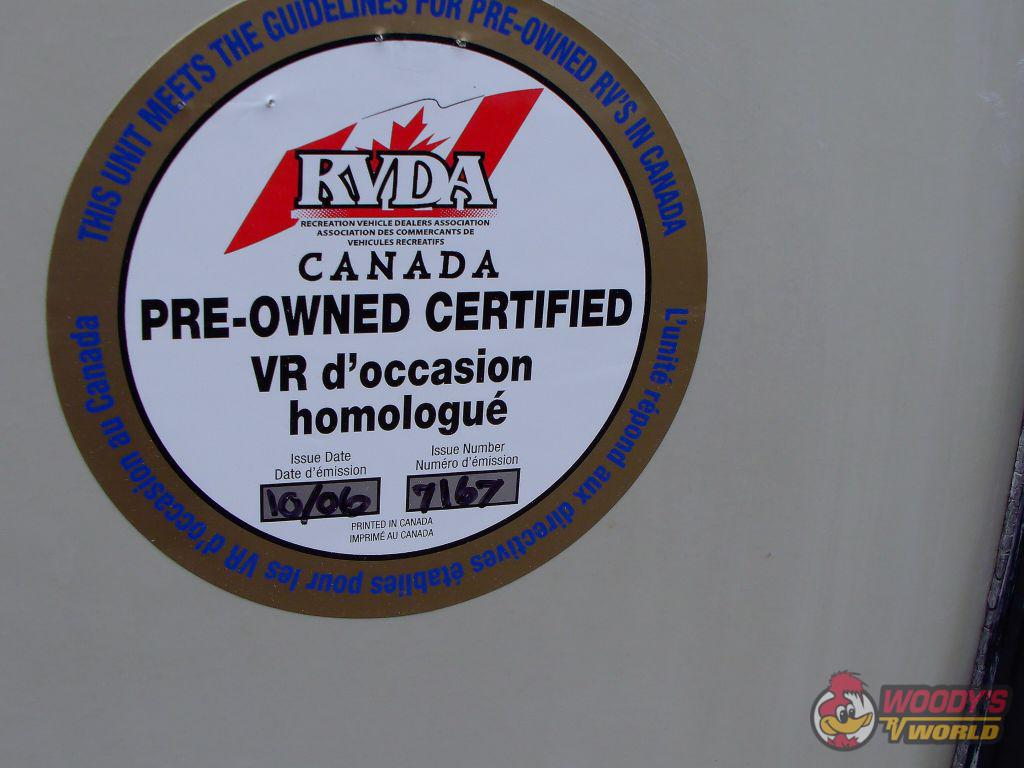 THIS UNIT MEETS THE GUIDELINES FOR PRE-OWNED RV'S IN CANADA
RVDA
RECREATION VEHICLE DEALERS ASSOCIATION
ASSOCIATION DES COMMERCANTS DE
VEHICULES RECREATIFS
CANADA
PRE-OWNED CERTIFIED
VR d'occasion
homologué
Issue Date
Date d'émission
10/06
Issue Number
Numéro d'émission
7167
PRINTED IN CANADA
IMPRIMÉ AU CANADA
L'unité répond aux directives établies pour les VR d'occasion au Canada
WOODY'S
RV WORLD